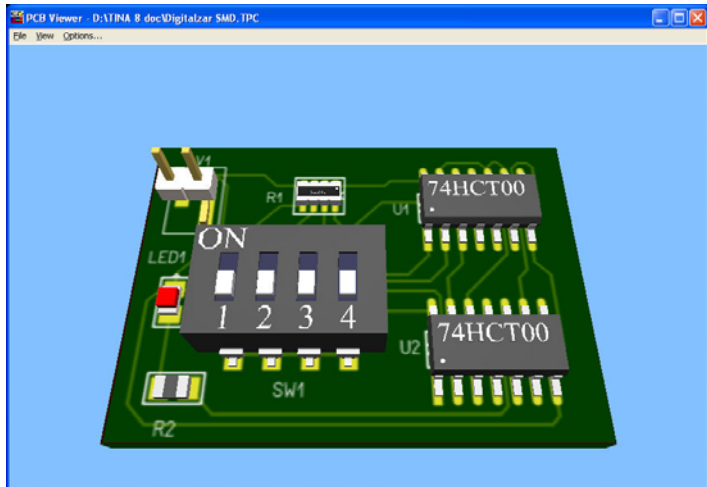 PCB Viewer - D:\TINA 8 doc\Digitalzar SMD.TPC
File View Options...
V1
R1
74HCT00
U1
ON
LED1
1 2 3 4
74HCT00
U2
SW1
R2